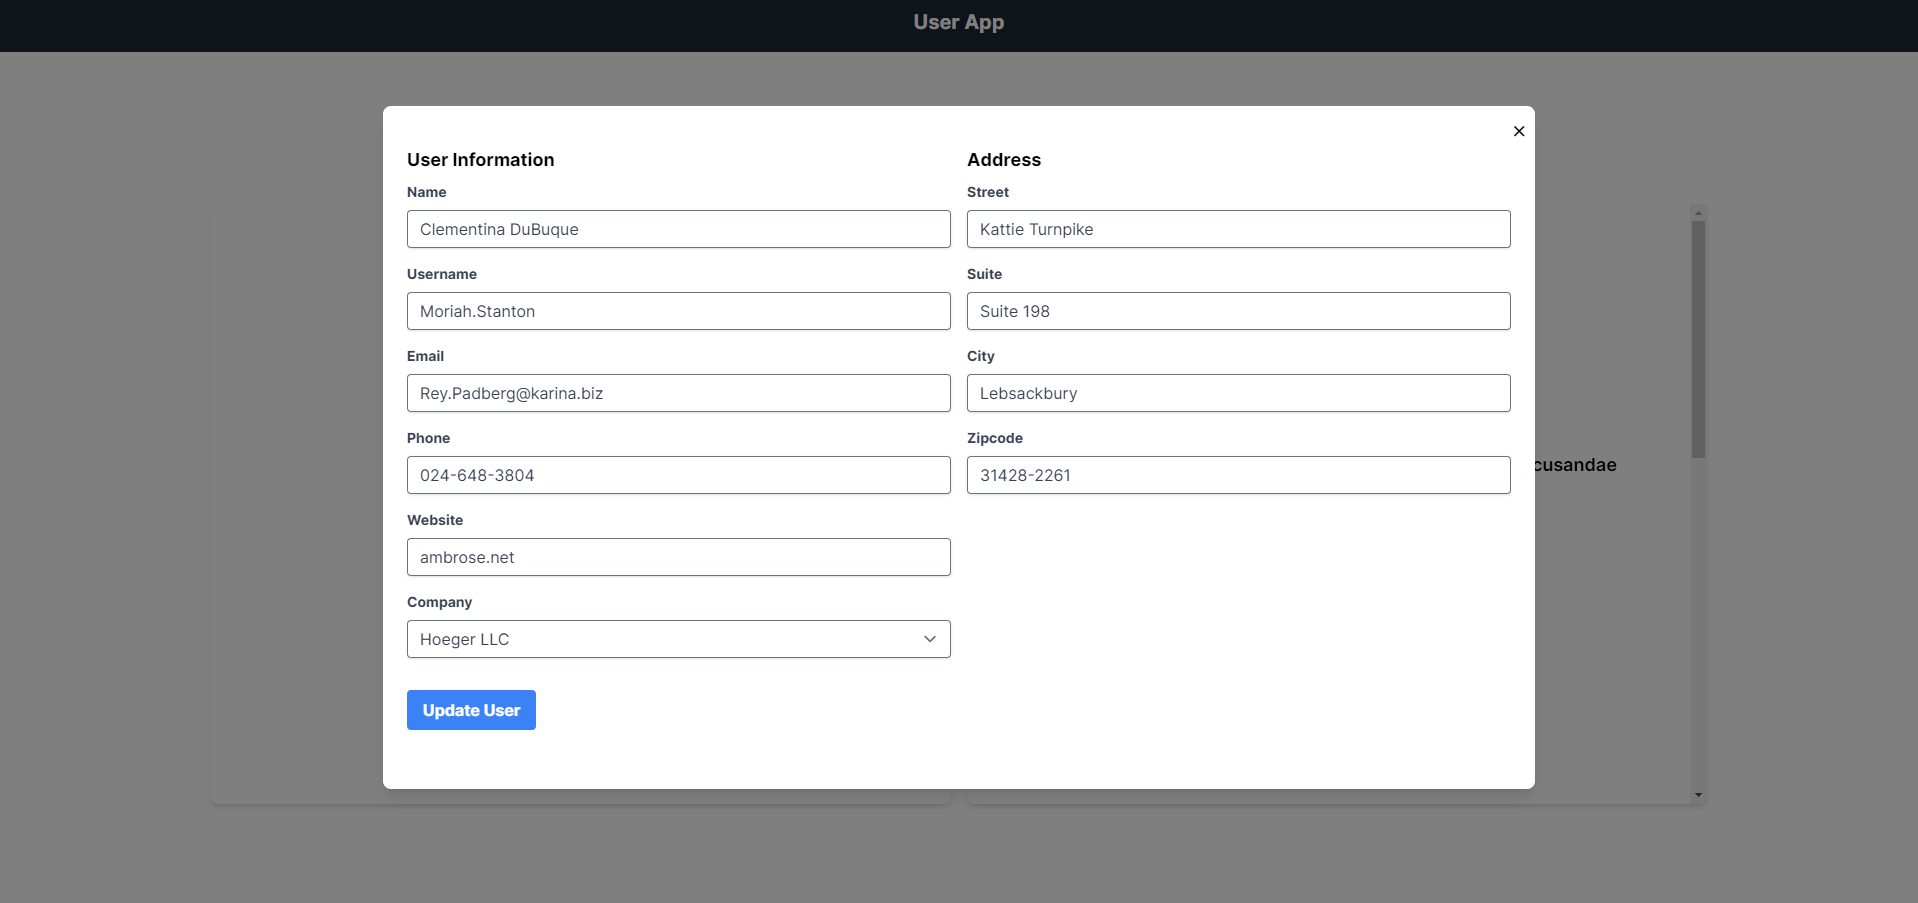 User App
User Information
Name
Clementina DuBuque
Username
Moriah.Stanton
Email
Rey.Padberg@karina.biz
Phone
024-648-3804
Website
ambrose.net
Company
Hoeger LLC
Update User
Address
Street
Kattie Turnpike
Suite
Suite 198
City
Lebsackbury
Zipcode
31428-2261
cusandae